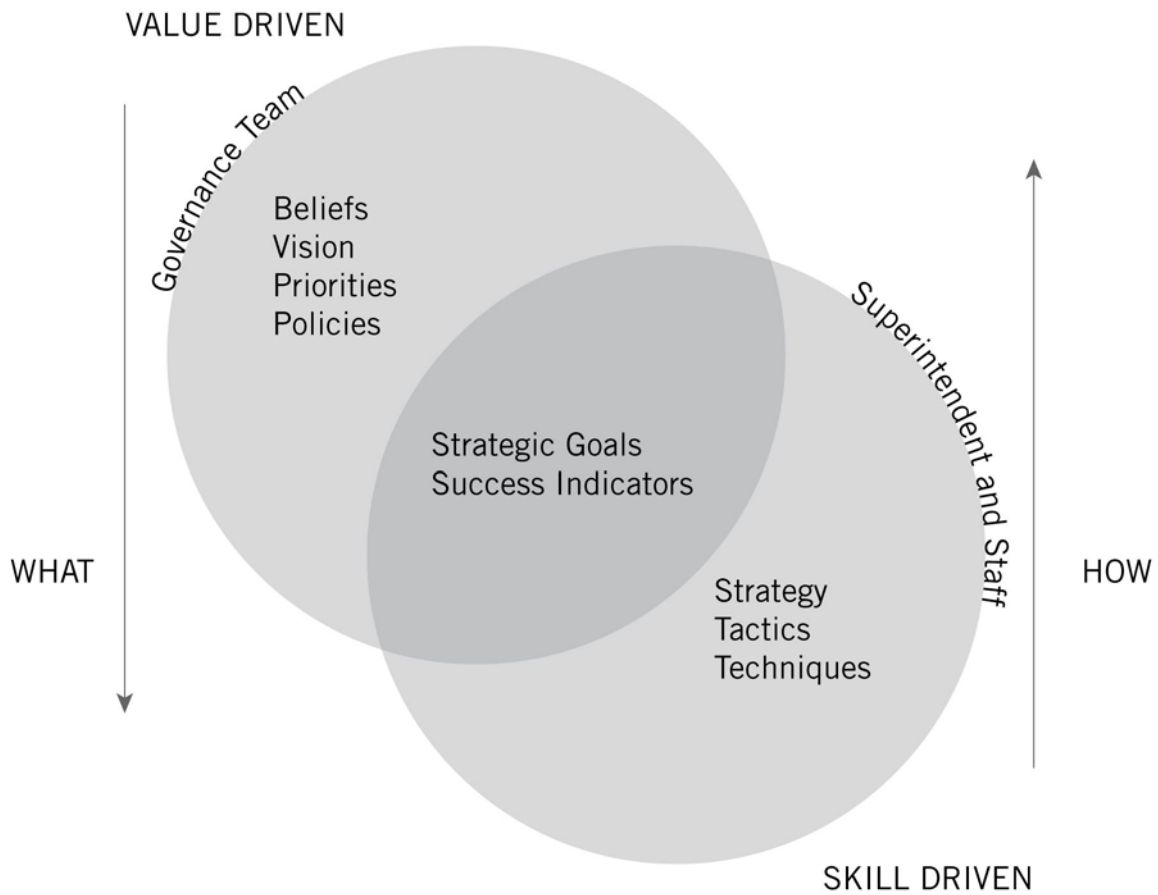 VALUE DRIVEN
Governance Team
Beliefs
Vision
Priorities
Policies
Superintendent and Staff
Strategic Goals
Success Indicators
WHAT
HOW
Strategy
Tactics
Techniques
SKILL DRIVEN